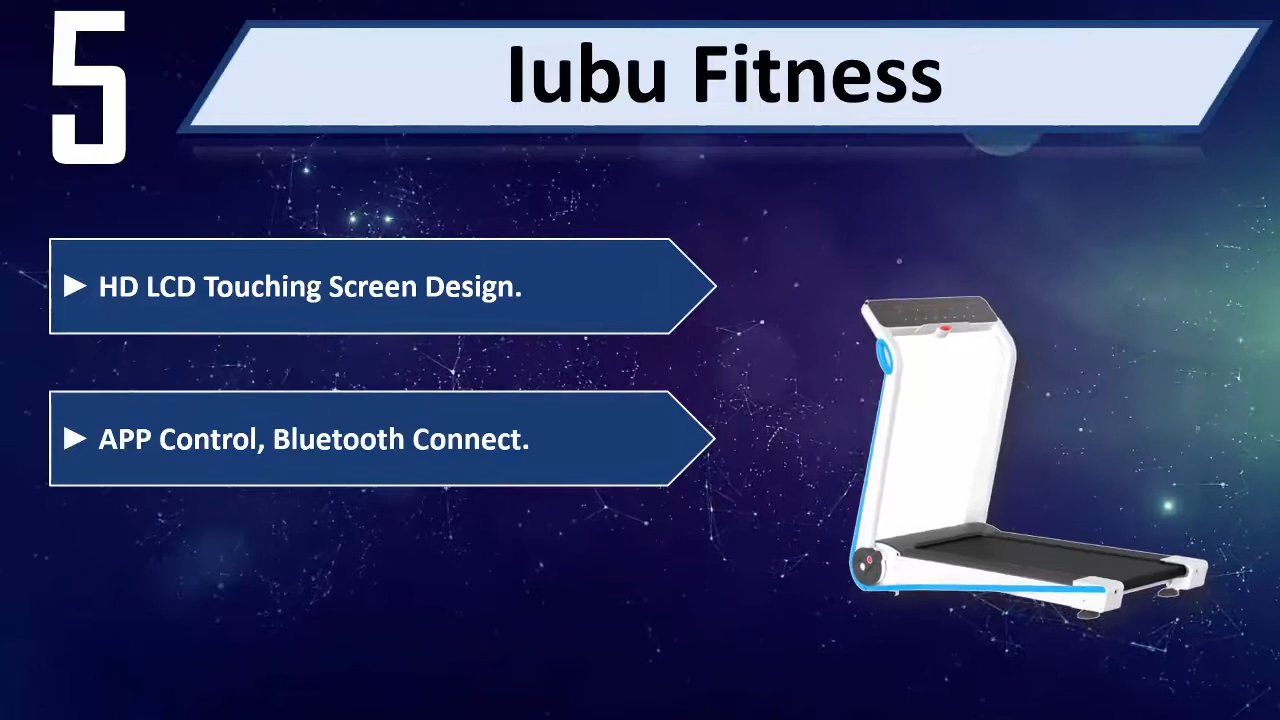 5
Iubu Fitness
► HD LCD Touching Screen Design.
► APP Control, Bluetooth Connect.